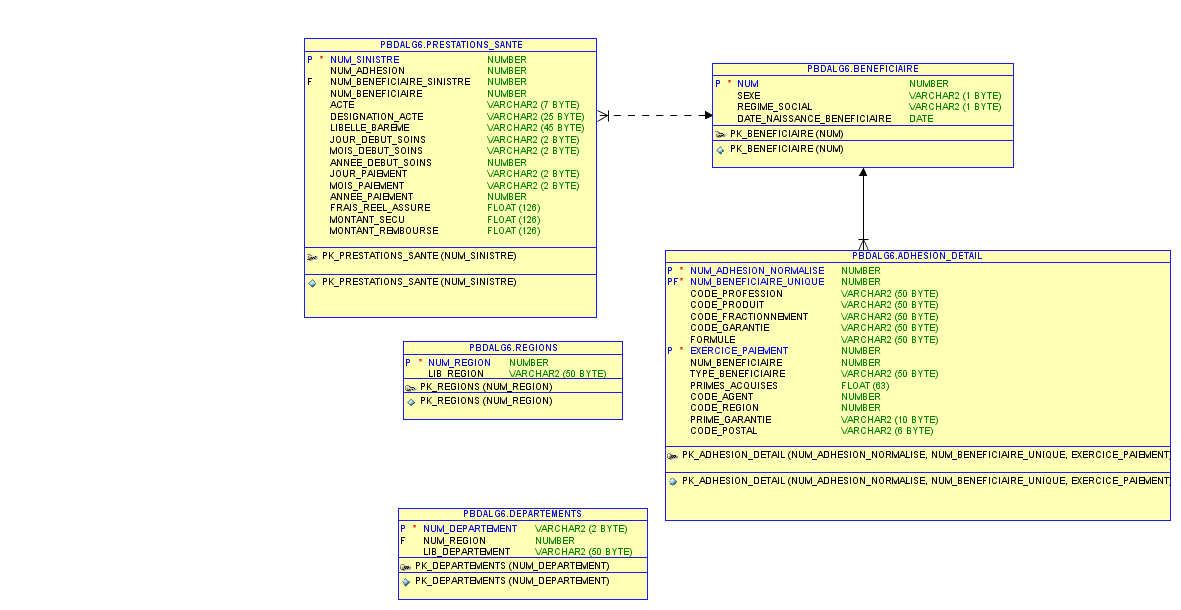 PBDALG6.PRESTATIONS_SANTE
P * NUM_SINISTRE NUMBER
NUM_ADHESION NUMBER
F NUM_BENEFICIAIRE_SINISTRE NUMBER
NUM_BENEFICIAIRE NUMBER
ACTE VARCHAR2 (7 BYTE)
DESIGNATION_ACTE VARCHAR2 (25 BYTE)
LIBELLE_BAREME VARCHAR2 (45 BYTE)
JOUR_DEBUT_SOINS VARCHAR2 (2 BYTE)
MOIS_DEBUT_SOINS VARCHAR2 (2 BYTE)
ANNEE_DEBUT_SOINS NUMBER
JOUR_PAIEMENT VARCHAR2 (2 BYTE)
MOIS_PAIEMENT VARCHAR2 (2 BYTE)
ANNEE_PAIEMENT NUMBER
FRAIS_REEL_ASSURE FLOAT (126)
MONTANT_SECU FLOAT (126)
MONTANT_REMBOURSE FLOAT (126)
PK_PRESTATIONS_SANTE (NUM_SINISTRE)
PK_PRESTATIONS_SANTE (NUM_SINISTRE)
PBDALG6.BENEFICIAIRE
P * NUM NUMBER
SEXE VARCHAR2 (1 BYTE)
REGIME_SOCIAL VARCHAR2 (1 BYTE)
DATE_NAISSANCE_BENEFICIAIRE DATE
PK_BENEFICIAIRE (NUM)
PK_BENEFICIAIRE (NUM)
PBDALG6.ADHESION_DETAIL
P * NUM_ADHESION_NORMALISE NUMBER
PF* NUM_BENEFICIAIRE_UNIQUE NUMBER
CODE_PROFESSION VARCHAR2 (50 BYTE)
CODE_PRODUIT VARCHAR2 (50 BYTE)
CODE_FRACTIONNEMENT VARCHAR2 (50 BYTE)
CODE_GARANTIE VARCHAR2 (50 BYTE)
FORMULE VARCHAR2 (50 BYTE)
P * EXERCICE_PAIEMENT NUMBER
NUM_BENEFICIAIRE NUMBER
TYPE_BENEFICIAIRE VARCHAR2 (50 BYTE)
PRIMES_ACQUISES FLOAT (63)
CODE_AGENT NUMBER
CODE_REGION NUMBER
PRIME_GARANTIE VARCHAR2 (10 BYTE)
CODE_POSTAL VARCHAR2 (6 BYTE)
PK_ADHESION_DETAIL (NUM_ADHESION_NORMALISE, NUM_BENEFICIAIRE_UNIQUE, EXERCICE_PAIEMENT
PK_ADHESION_DETAIL (NUM_ADHESION_NORMALISE, NUM_BENEFICIAIRE_UNIQUE, EXERCICE_PAIEMENT
PBDALG6.REGIONS
P * NUM_REGION NUMBER
LIB_REGION VARCHAR2 (50 BYTE)
PK_REGIONS (NUM_REGION)
PK_REGIONS (NUM_REGION)
PBDALG6.DEPARTEMENTS
P * NUM_DEPARTEMENT VARCHAR2 (2 BYTE)
F NUM_REGION NUMBER
LIB_DEPARTEMENT VARCHAR2 (50 BYTE)
PK_DEPARTEMENTS (NUM_DEPARTEMENT)
PK_DEPARTEMENTS (NUM_DEPARTEMENT)